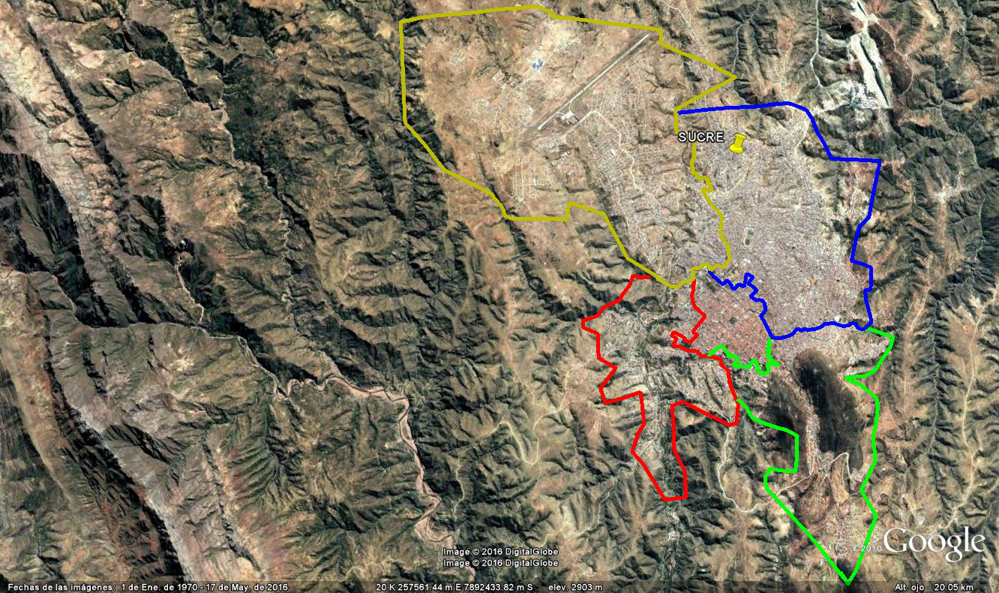 SUCRE
Google
©2010
Image © 2016 DigitalGlobe
Image © 2016 DigitalGlobe
Fechas de las imágenes: 1 de Ene. de 1970 - 17 de May. de 2016 20 K 257561.44 m E 7892433.82 m S elev. 2903 m Alt. ojo 20.05 km